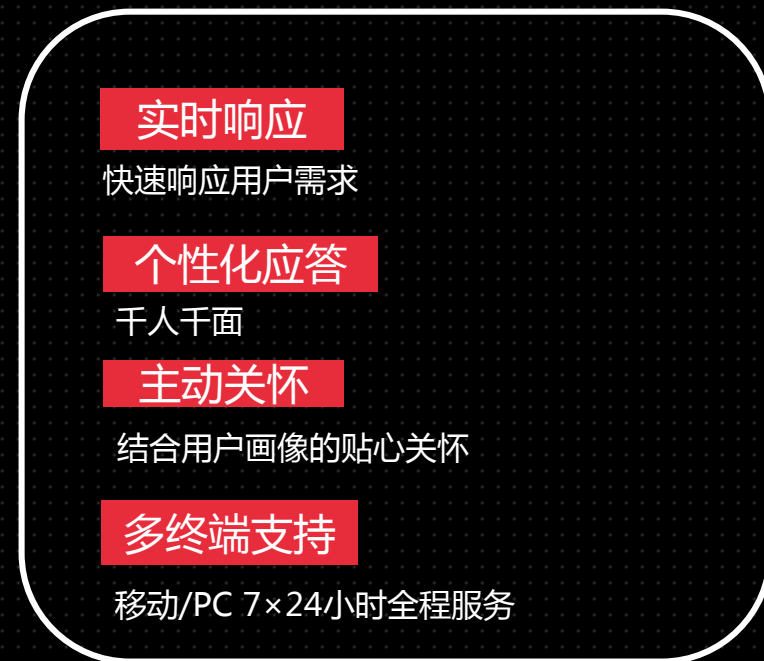 实时响应
快速响应用户需求
个性化应答
千人千面
主动关怀
结合用户画像的贴心关怀
多终端支持
移动/PC 7×24小时全程服务